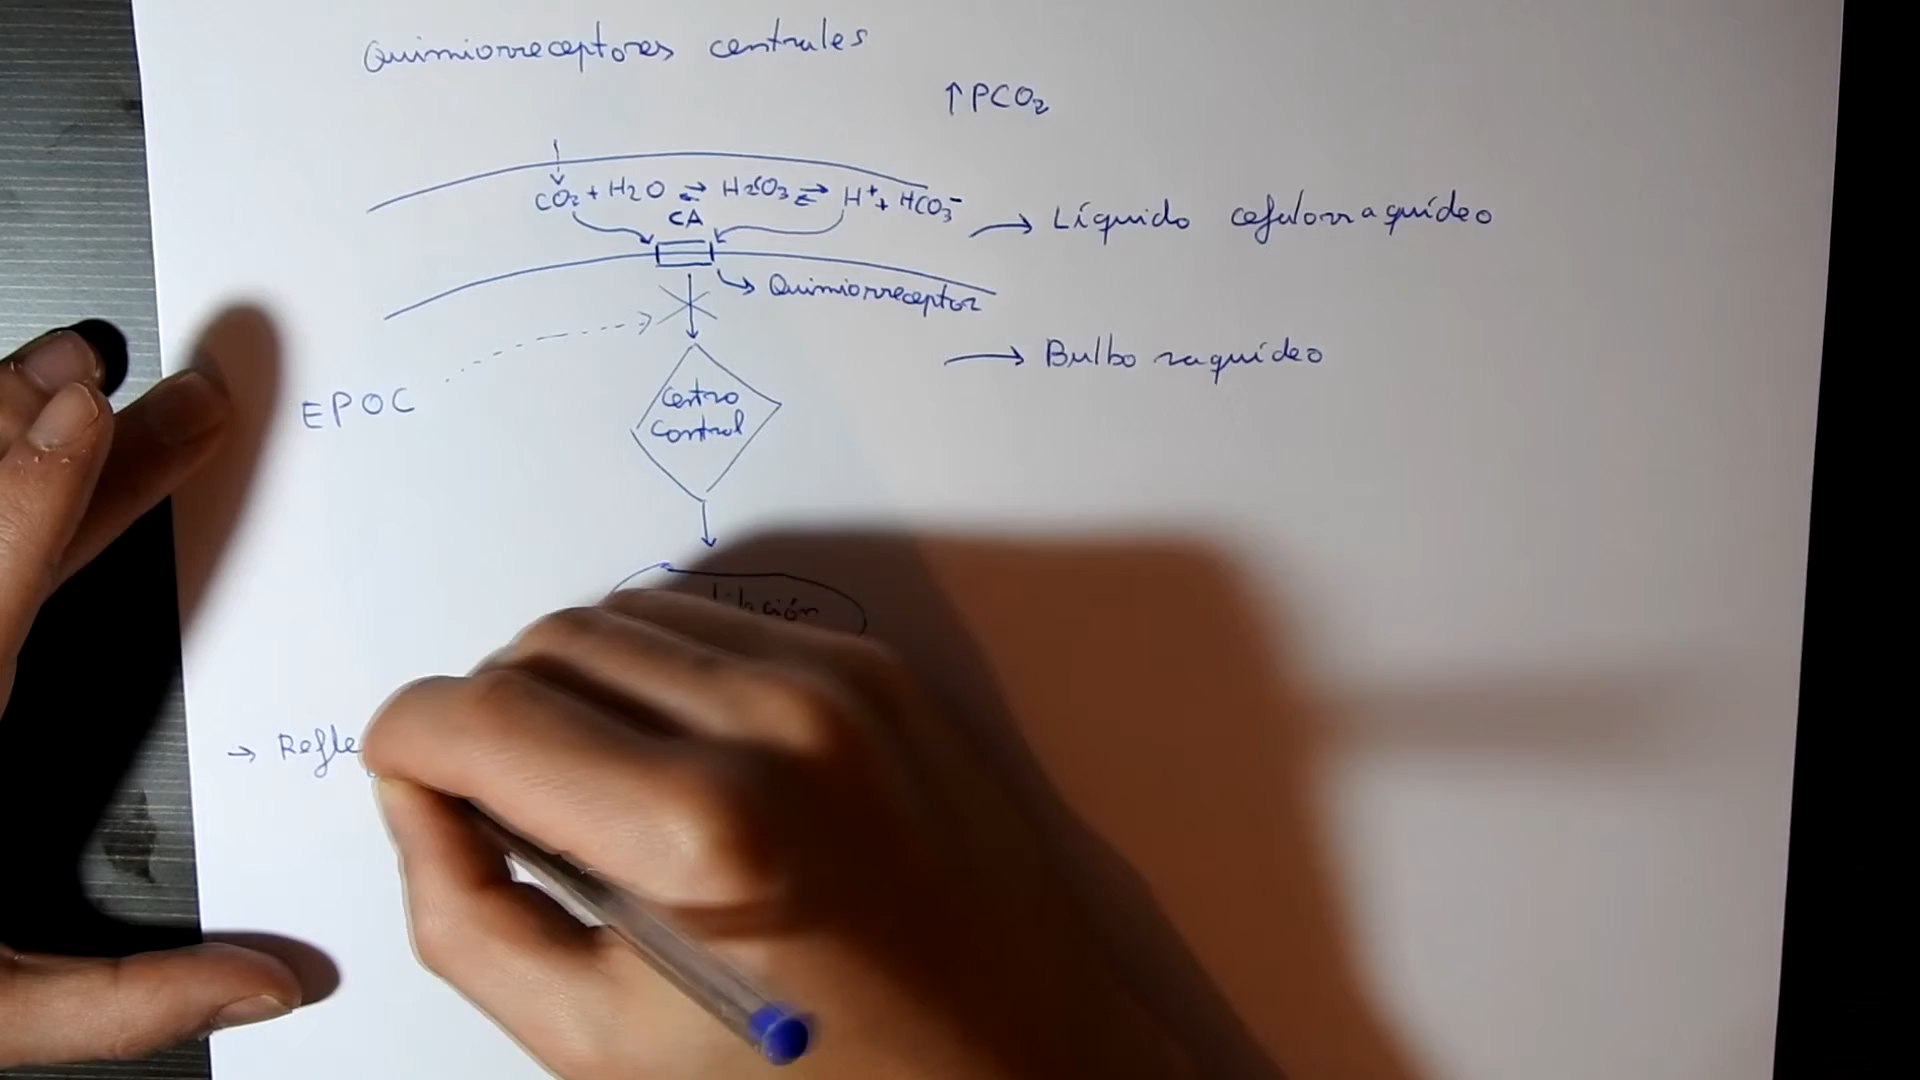 Quimiorreceptores centrales
↑PCO₂
CO₂ + H₂O ⇄ H₂CO₃ ⇄ H⁺ + HCO₃⁻
CA
→ Líquido cefalorraquídeo
→ Quimiorreceptor
→ Bulbo raquídeo
EPOC
Centro
Control
→ Refle